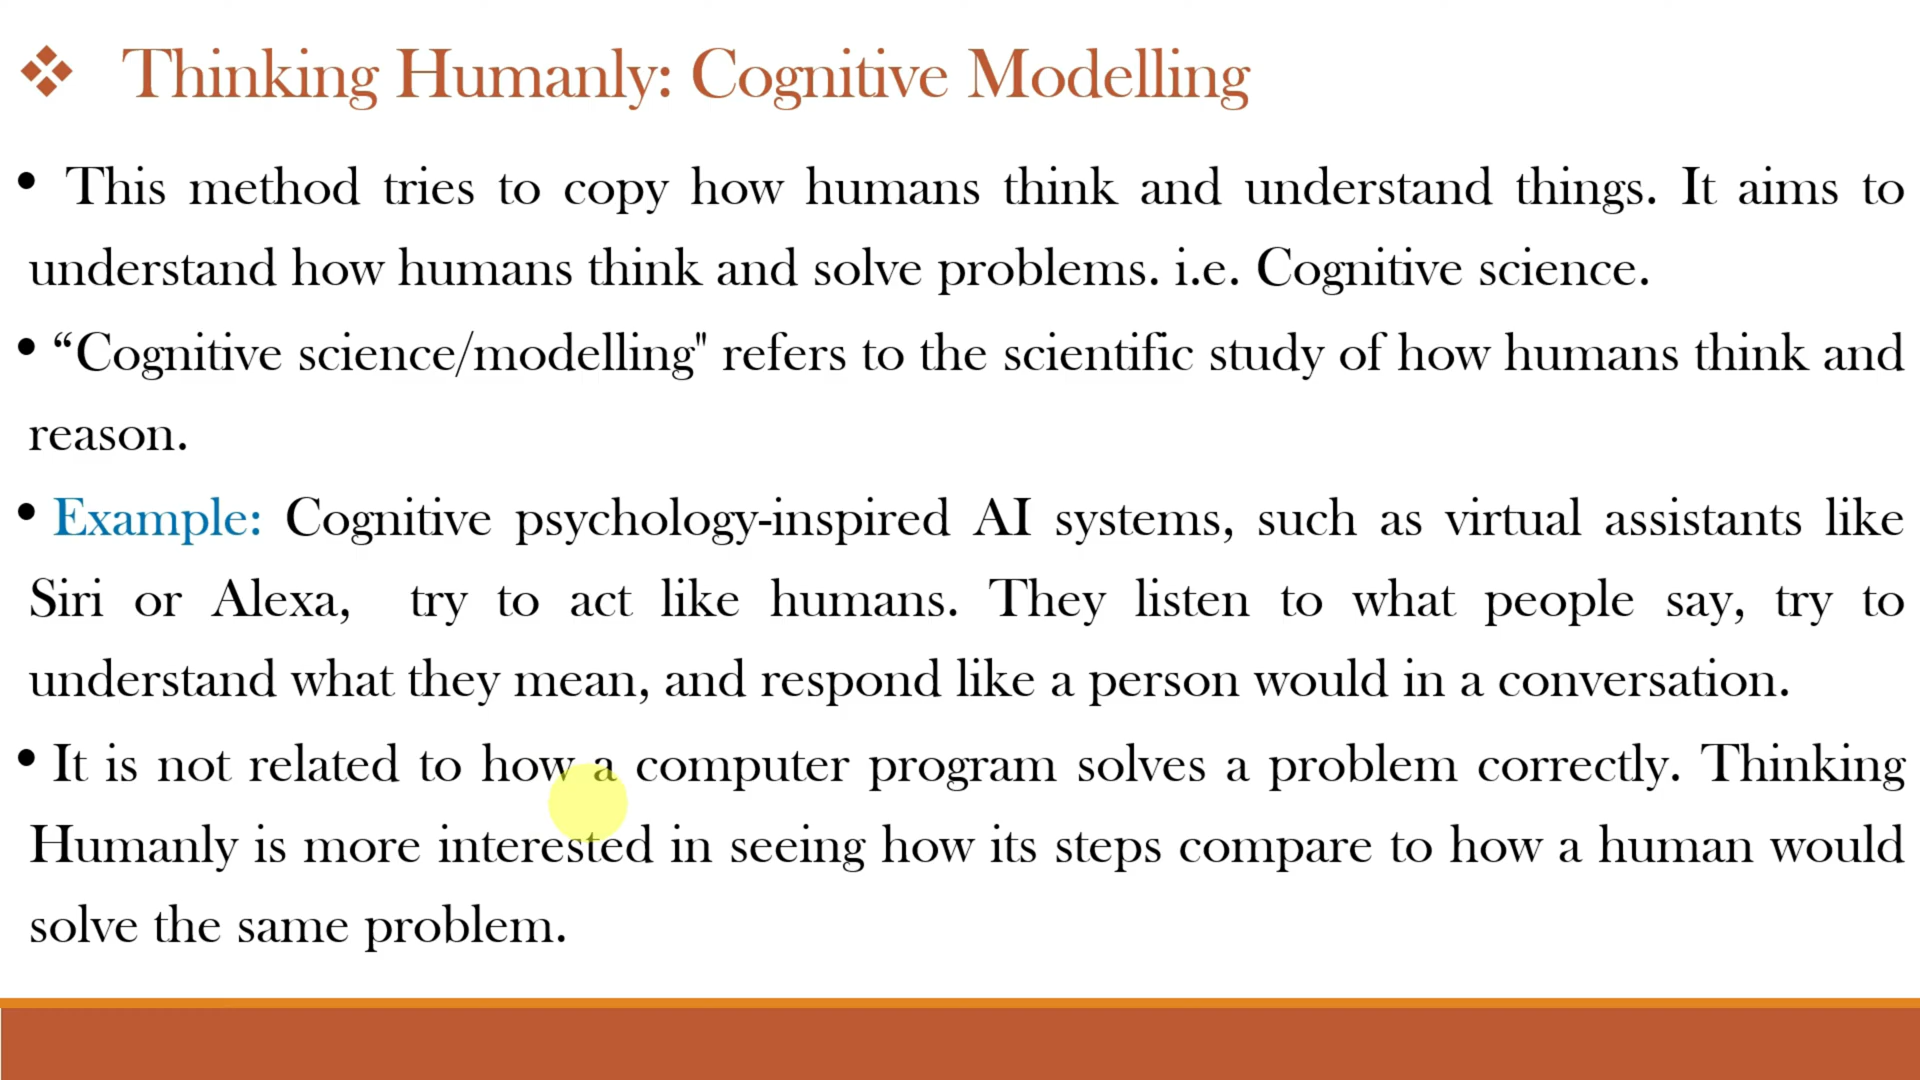 ❖ Thinking Humanly: Cognitive Modelling
• This method tries to copy how humans think and understand things. It aims to
understand how humans think and solve problems. i.e. Cognitive science.
• “Cognitive science/modelling" refers to the scientific study of how humans think and
reason.
• Example: Cognitive psychology-inspired AI systems, such as virtual assistants like
Siri or Alexa, try to act like humans. They listen to what people say, try to
understand what they mean, and respond like a person would in a conversation.
• It is not related to how a computer program solves a problem correctly. Thinking
Humanly is more interested in seeing how its steps compare to how a human would
solve the same problem.